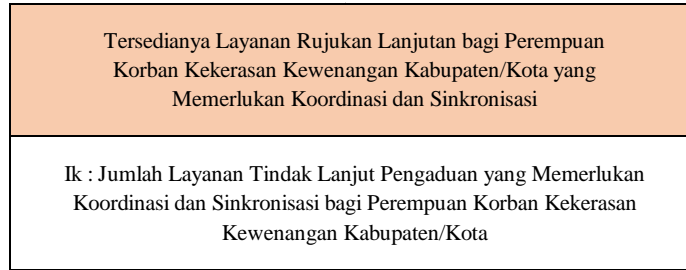 Tersedianya Layanan Rujukan Lanjutan bagi Perempuan
Korban Kekerasan Kewenangan Kabupaten/Kota yang
Memerlukan Koordinasi dan Sinkronisasi
Ik : Jumlah Layanan Tindak Lanjut Pengaduan yang Memerlukan
Koordinasi dan Sinkronisasi bagi Perempuan Korban Kekerasan
Kewenangan Kabupaten/Kota